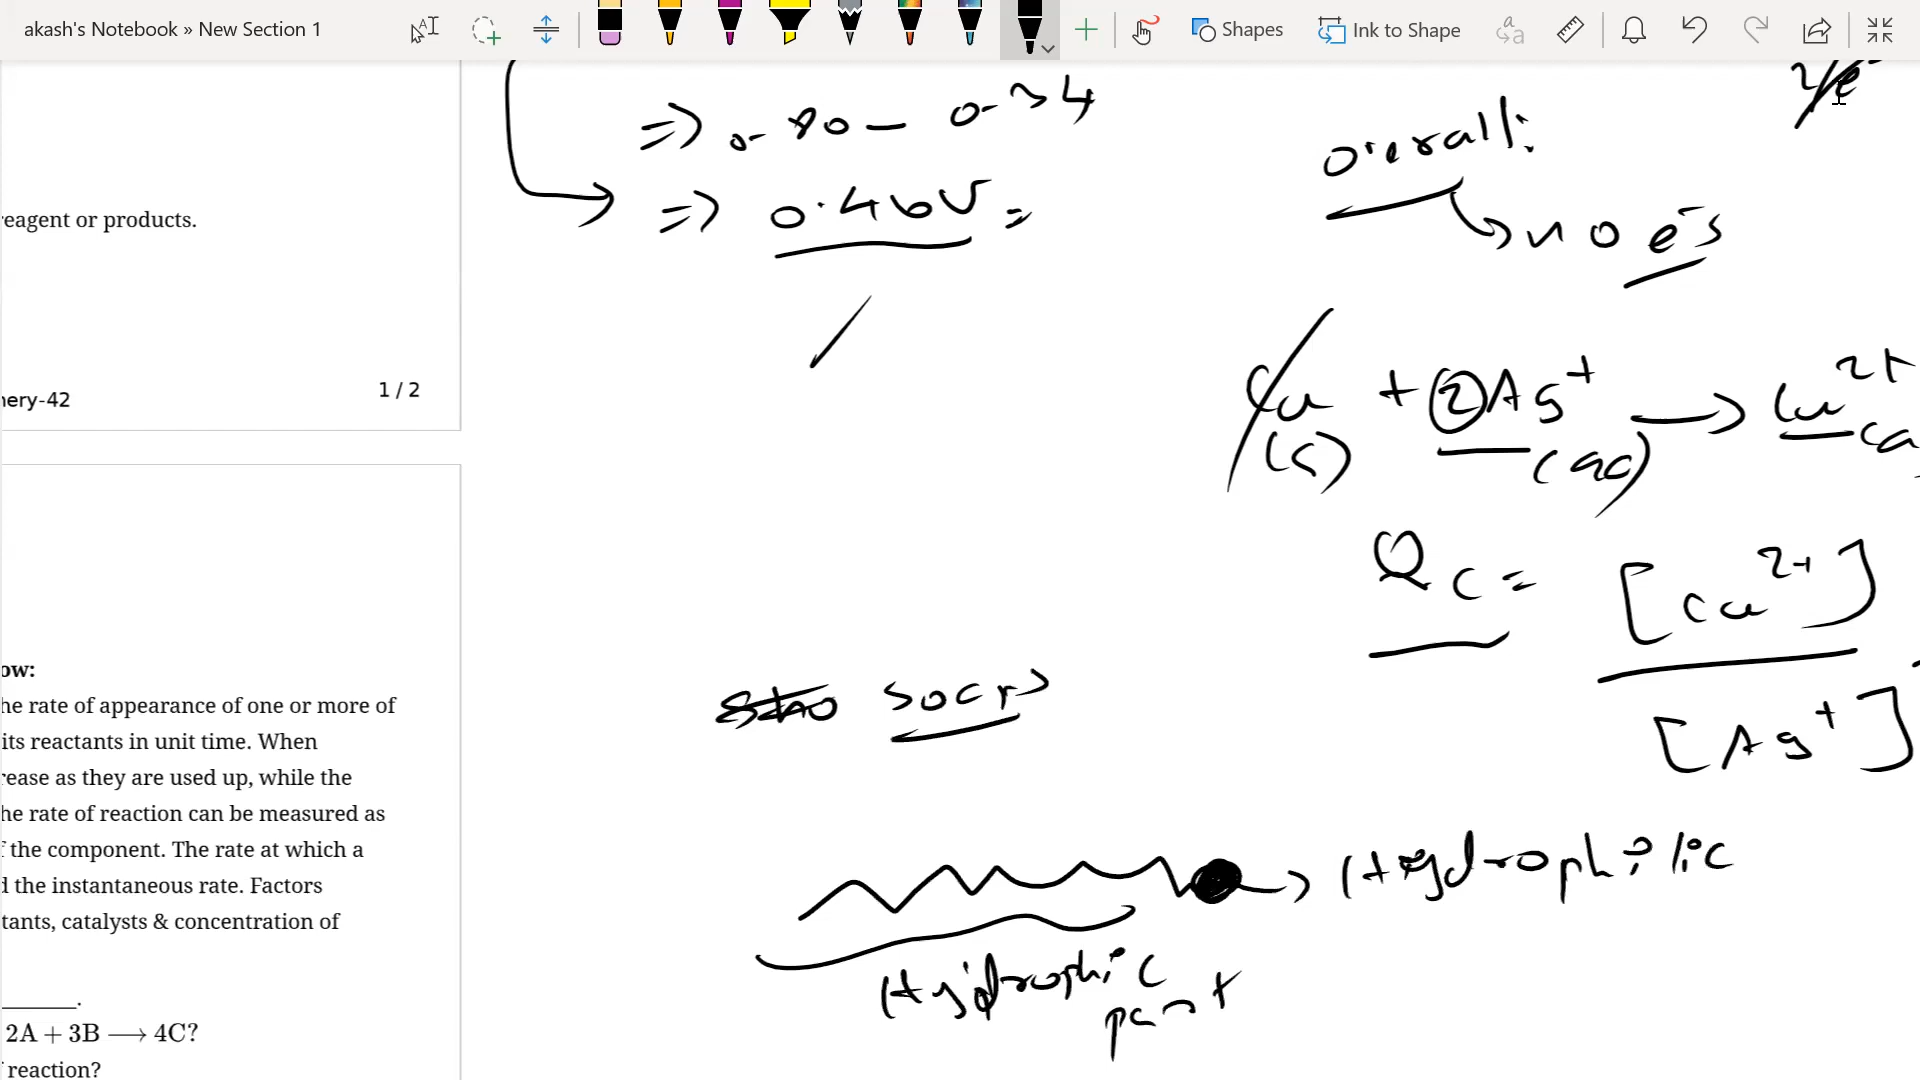 akash's Notebook » New Section 1
Shapes
Ink to Shape
eagent or products.
nery-42
1 / 2
ow:
he rate of appearance of one or more of
its reactants in unit time. When
rease as they are used up, while the
he rate of reaction can be measured as
f the component. The rate at which a
d the instantaneous rate. Factors
tants, catalysts & concentration of
______.
2A + 3B ⟶ 4C?
f reaction?
=> 0.80 – 0.34
=> 0.46V =
2e-
overall:
no e-s
Cu + 2Ag+ → Cu2+
(s) (aq) (a
Qc = [Cu2+]
[Ag+]
Hydrophilic
Hydrophic
part